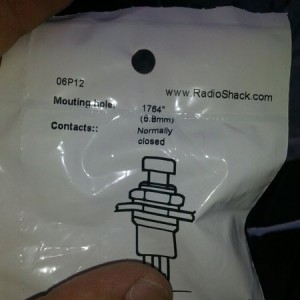 06P12
www.RadioShack.com
Mouting hole: 1764"
(6.8mm)
Contacts:: Normally
closed